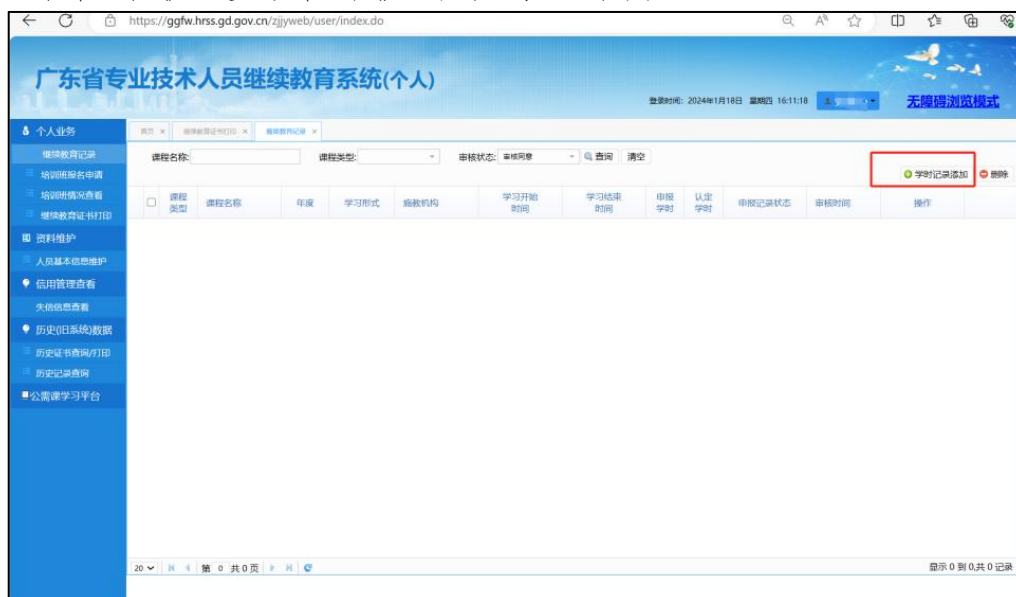 https://ggfw.hrss.gd.gov.cn/zjjyweb/user/index.do
广东省专业技术人员继续教育系统(个人)
登录时间: 2024年1月18日 星期四 16:11:18
无障碍浏览模式
个人业务
首页 × 继续教育证书打印 × 继续教育记录 ×
继续教育记录
课程名称: 课程类型: 审核状态: 审核同意 查询 清空
培训班报名申请
学时记录添加 删除
培训班情况查看
课程类型 课程名称 年度 学习形式 施教机构 学习开始时间 学习结束时间 申报学时 认定学时 申报记录状态 审核时间 操作
继续教育证书打印
资料维护
人员基本信息维护
信用管理查看
失信信息查看
历史(旧系统)数据
历史证书查询/打印
历史记录查询
公需课学习平台
20 第 0 共 0 页 显示 0 到 0,共 0 记录